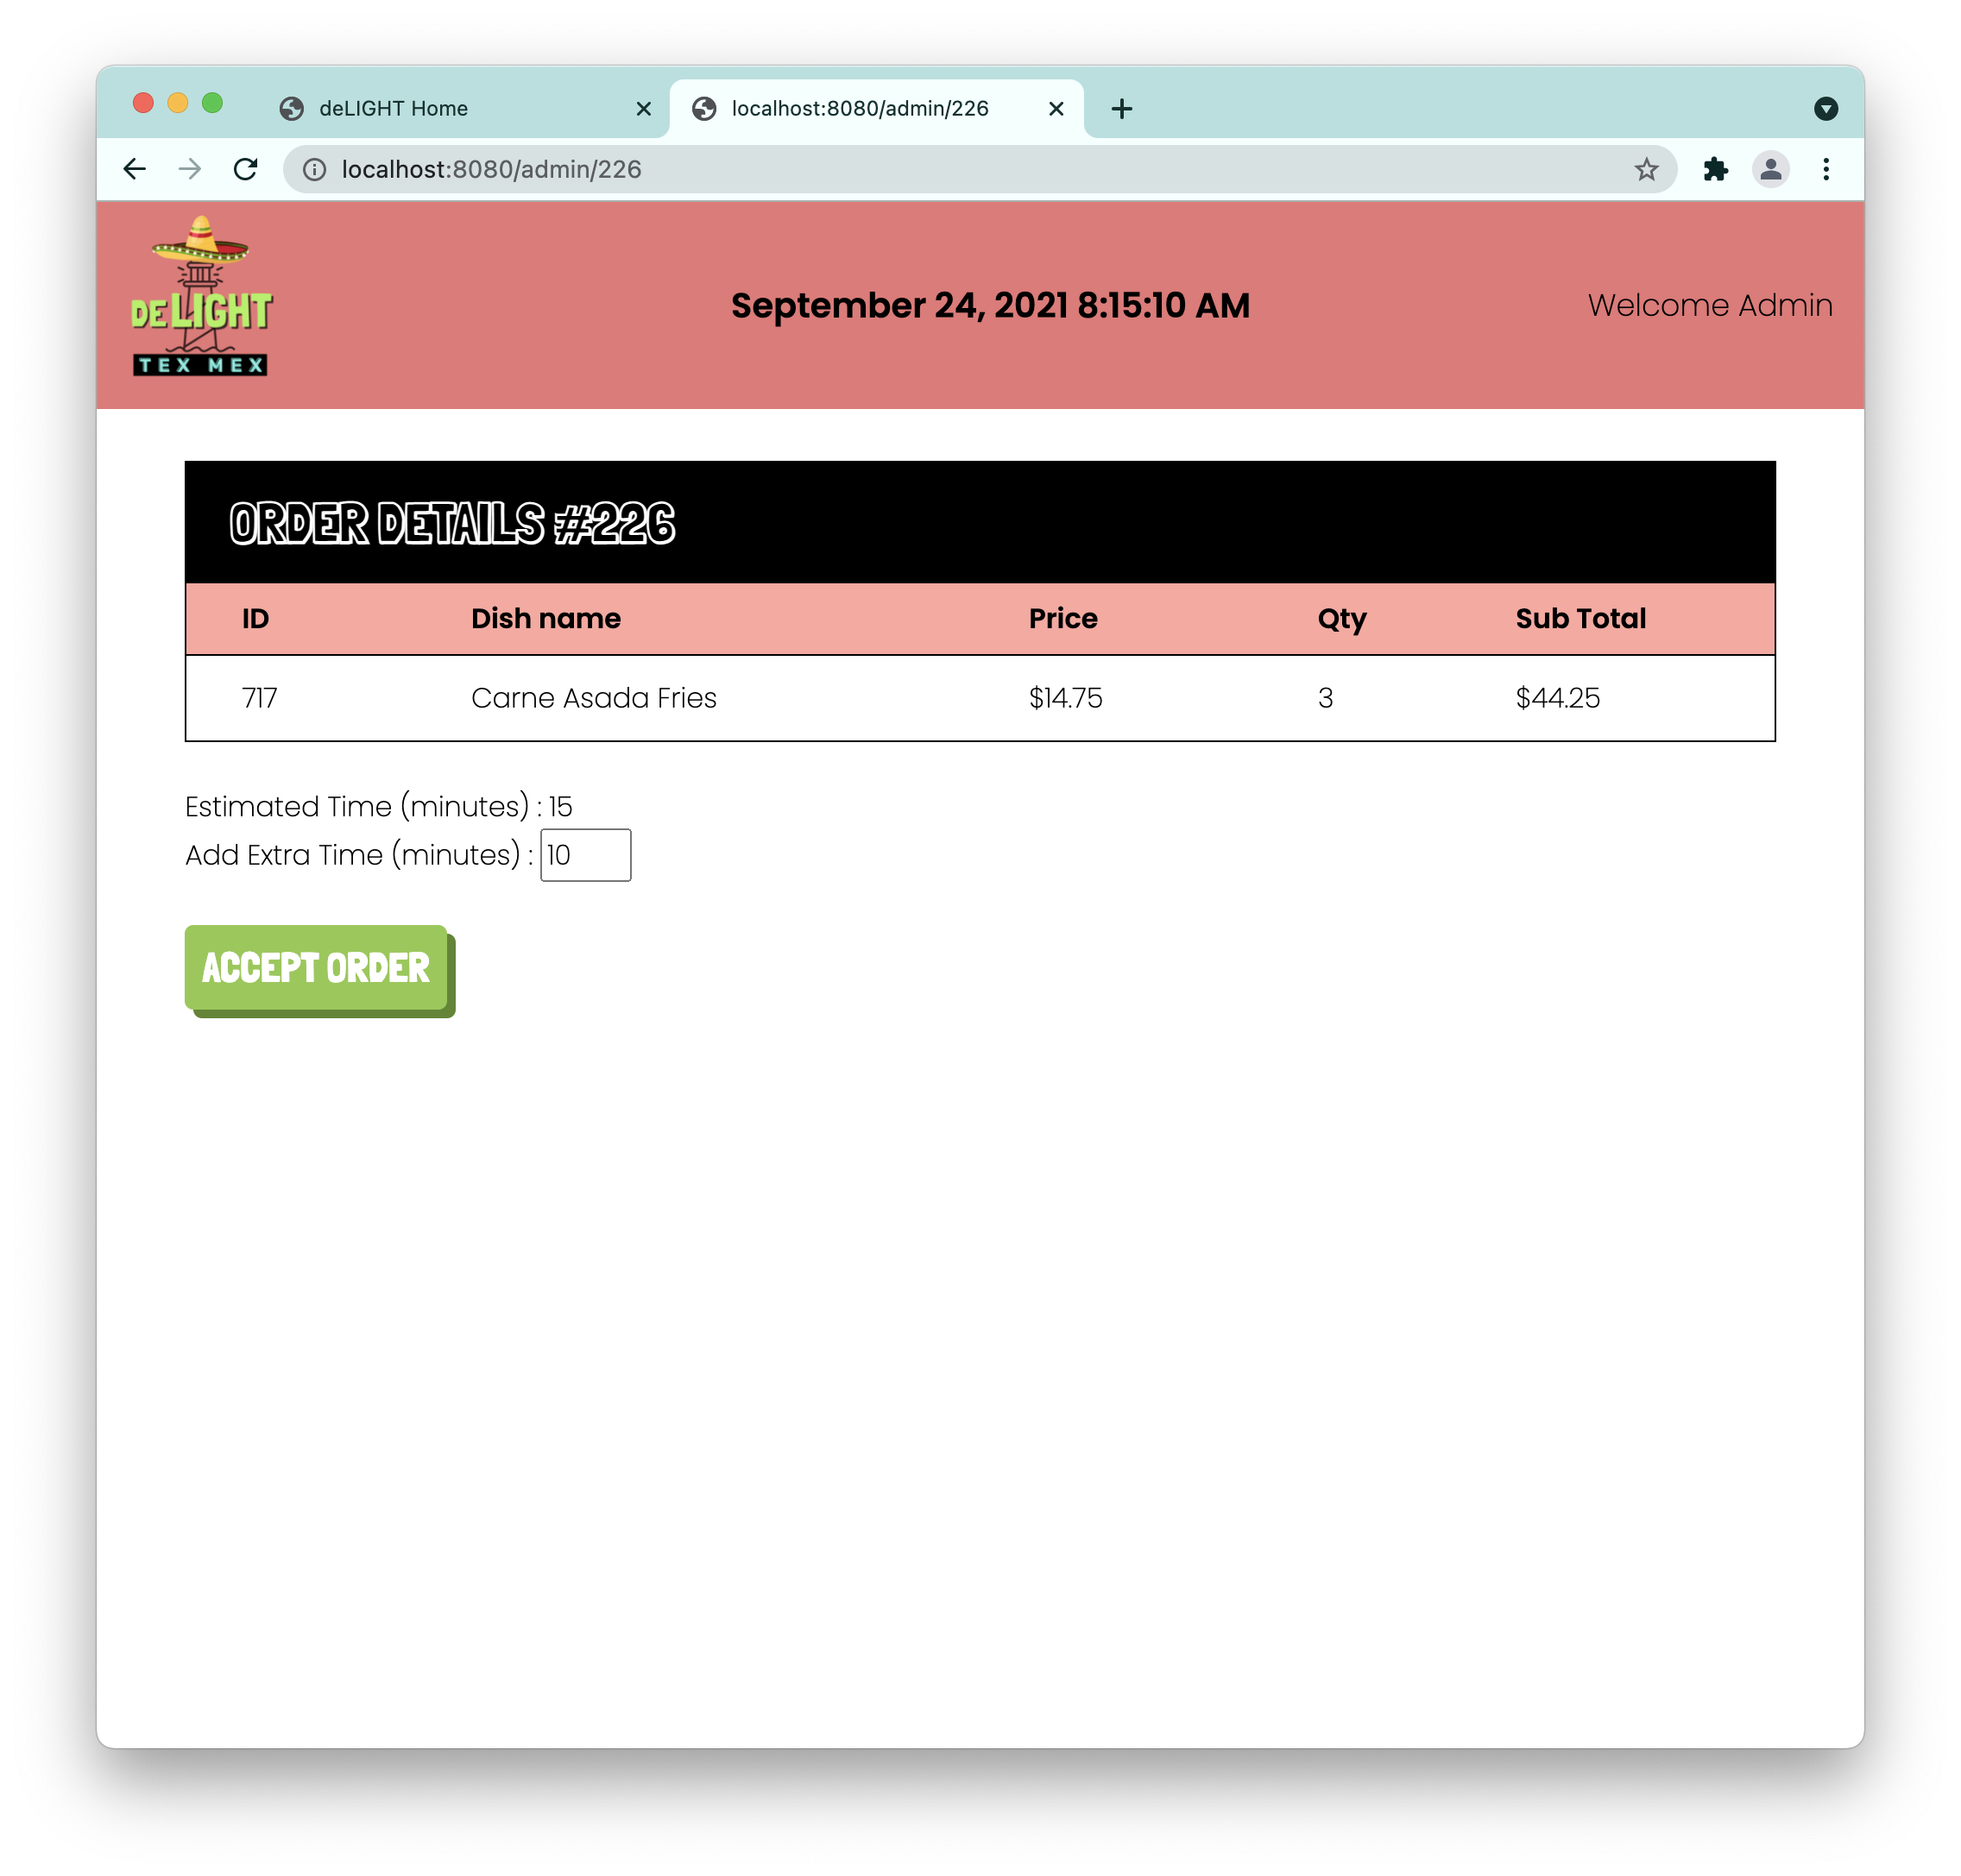 deLIGHT Home
localhost:8080/admin/226
localhost:8080/admin/226
DELIGHT
TEX MEX
September 24, 2021 8:15:10 AM
Welcome Admin
ORDER DETAILS #226
ID Dish name Price Qty Sub Total
717 Carne Asada Fries $14.75 3 $44.25
Estimated Time (minutes) : 15
Add Extra Time (minutes) : 10
ACCEPT ORDER